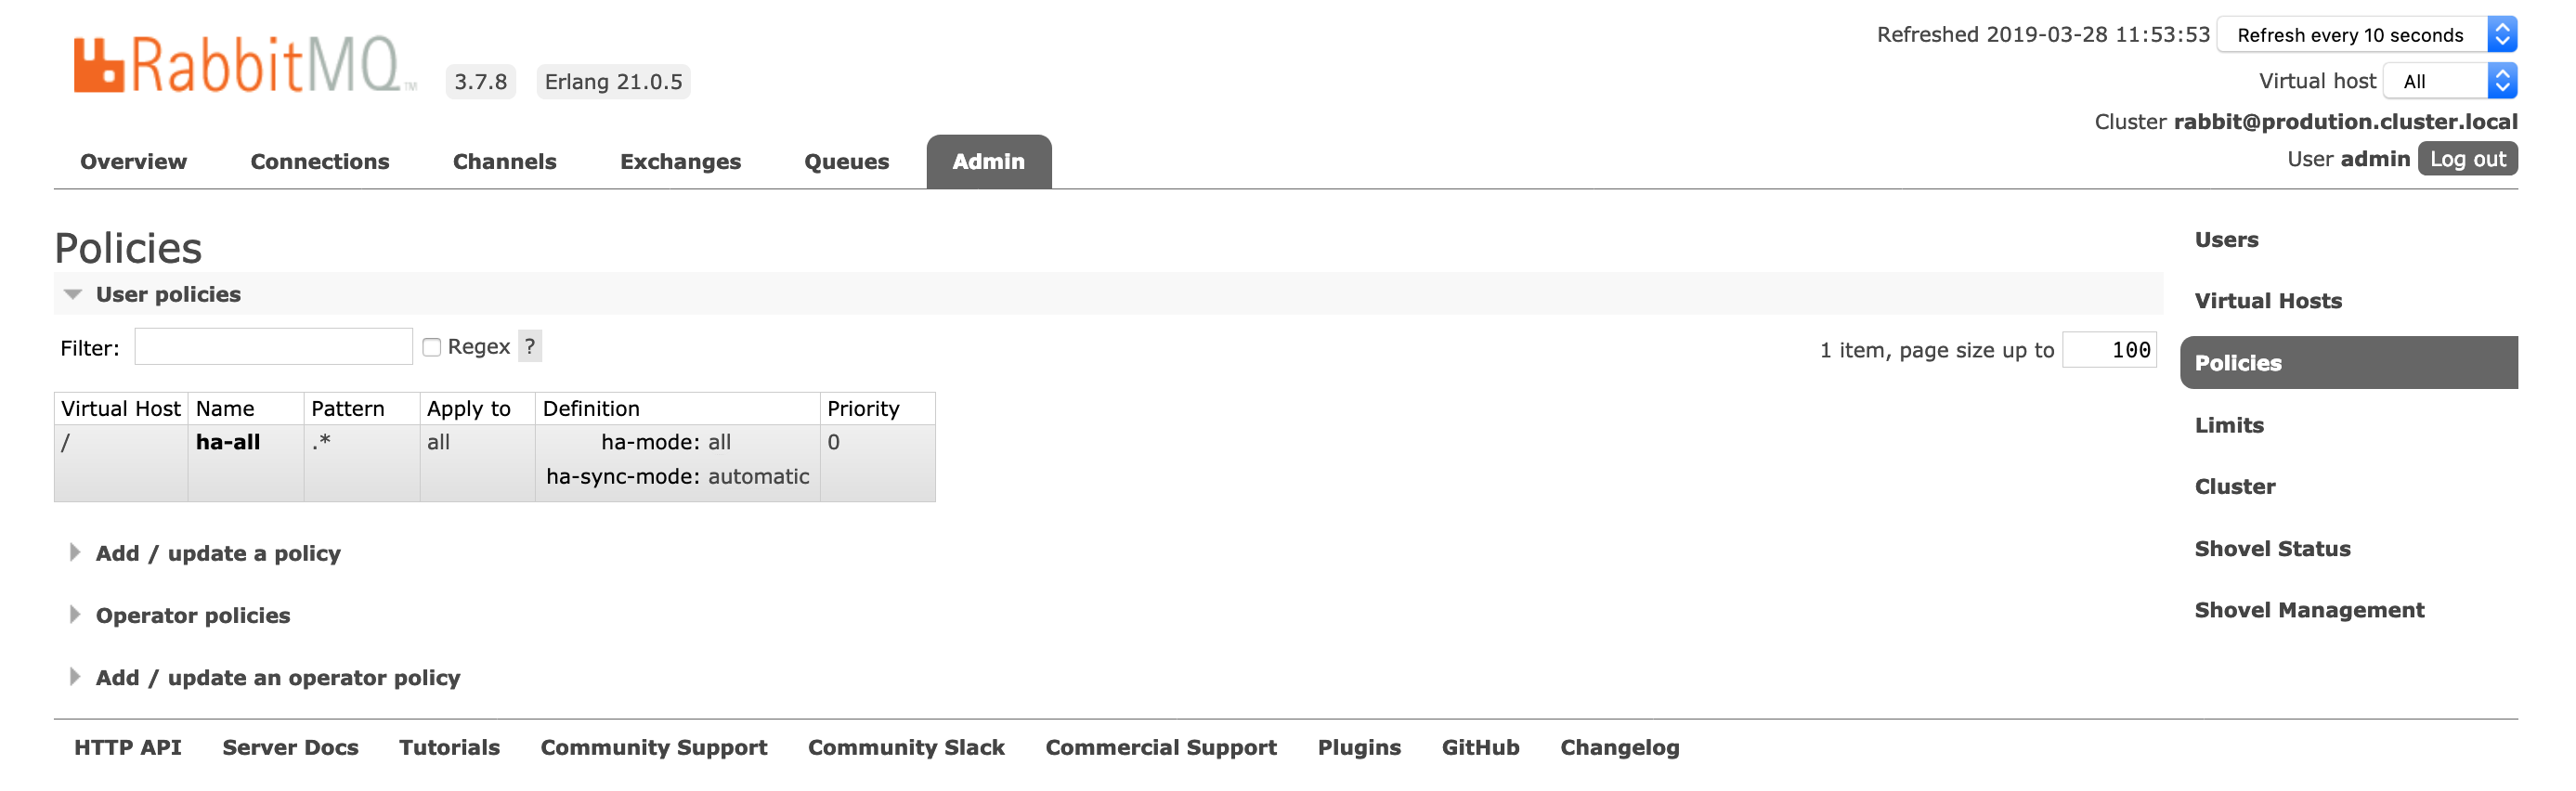 RabbitMQ™ 3.7.8 Erlang 21.0.5
Refreshed 2019-03-28 11:53:53 Refresh every 10 seconds
Virtual host All
Cluster rabbit@prodution.cluster.local
User admin Log out
Overview Connections Channels Exchanges Queues Admin
Policies
User policies
Filter: Regex ?
1 item, page size up to 100
Virtual Host Name Pattern Apply to Definition Priority
/ ha-all .* all ha-mode: all 0
ha-sync-mode: automatic
Add / update a policy
Operator policies
Add / update an operator policy
Users
Virtual Hosts
Policies
Limits
Cluster
Shovel Status
Shovel Management
HTTP API Server Docs Tutorials Community Support Community Slack Commercial Support Plugins GitHub Changelog